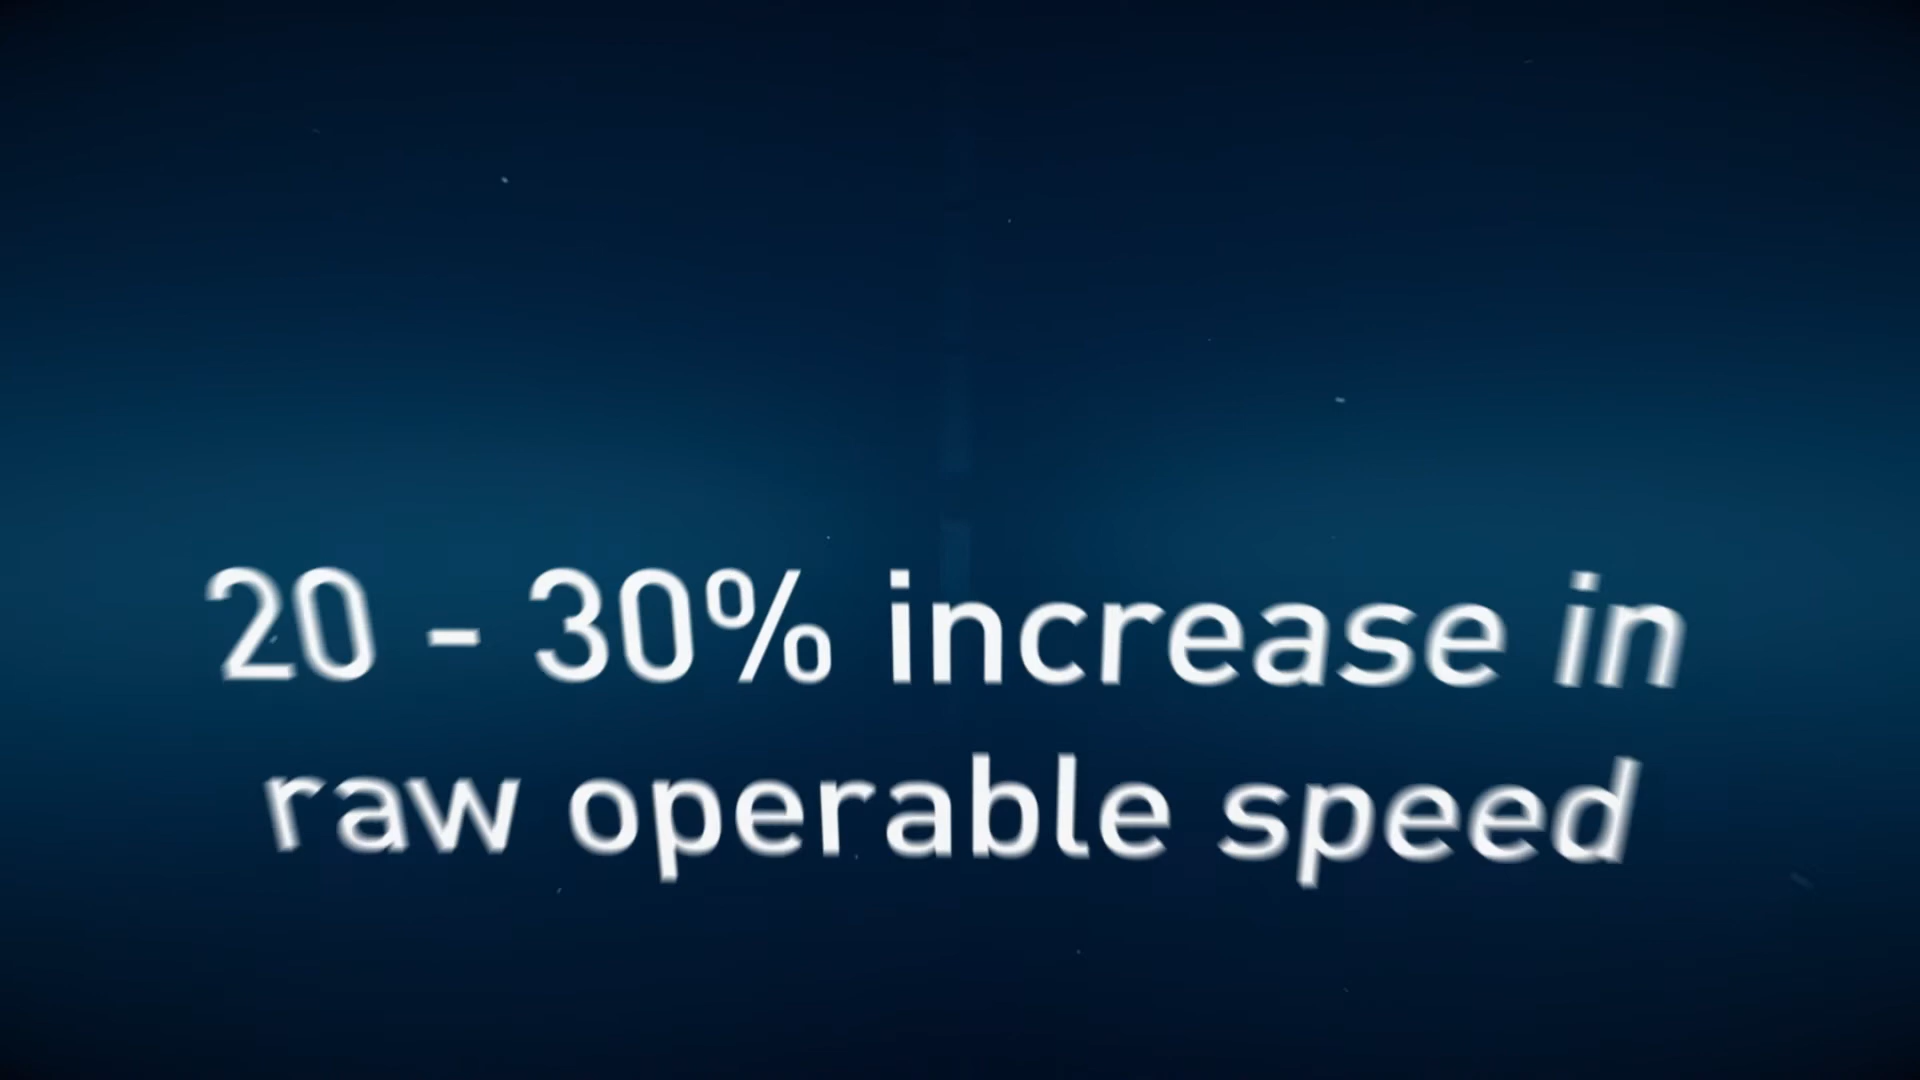 20 - 30% increase in
raw operable speed